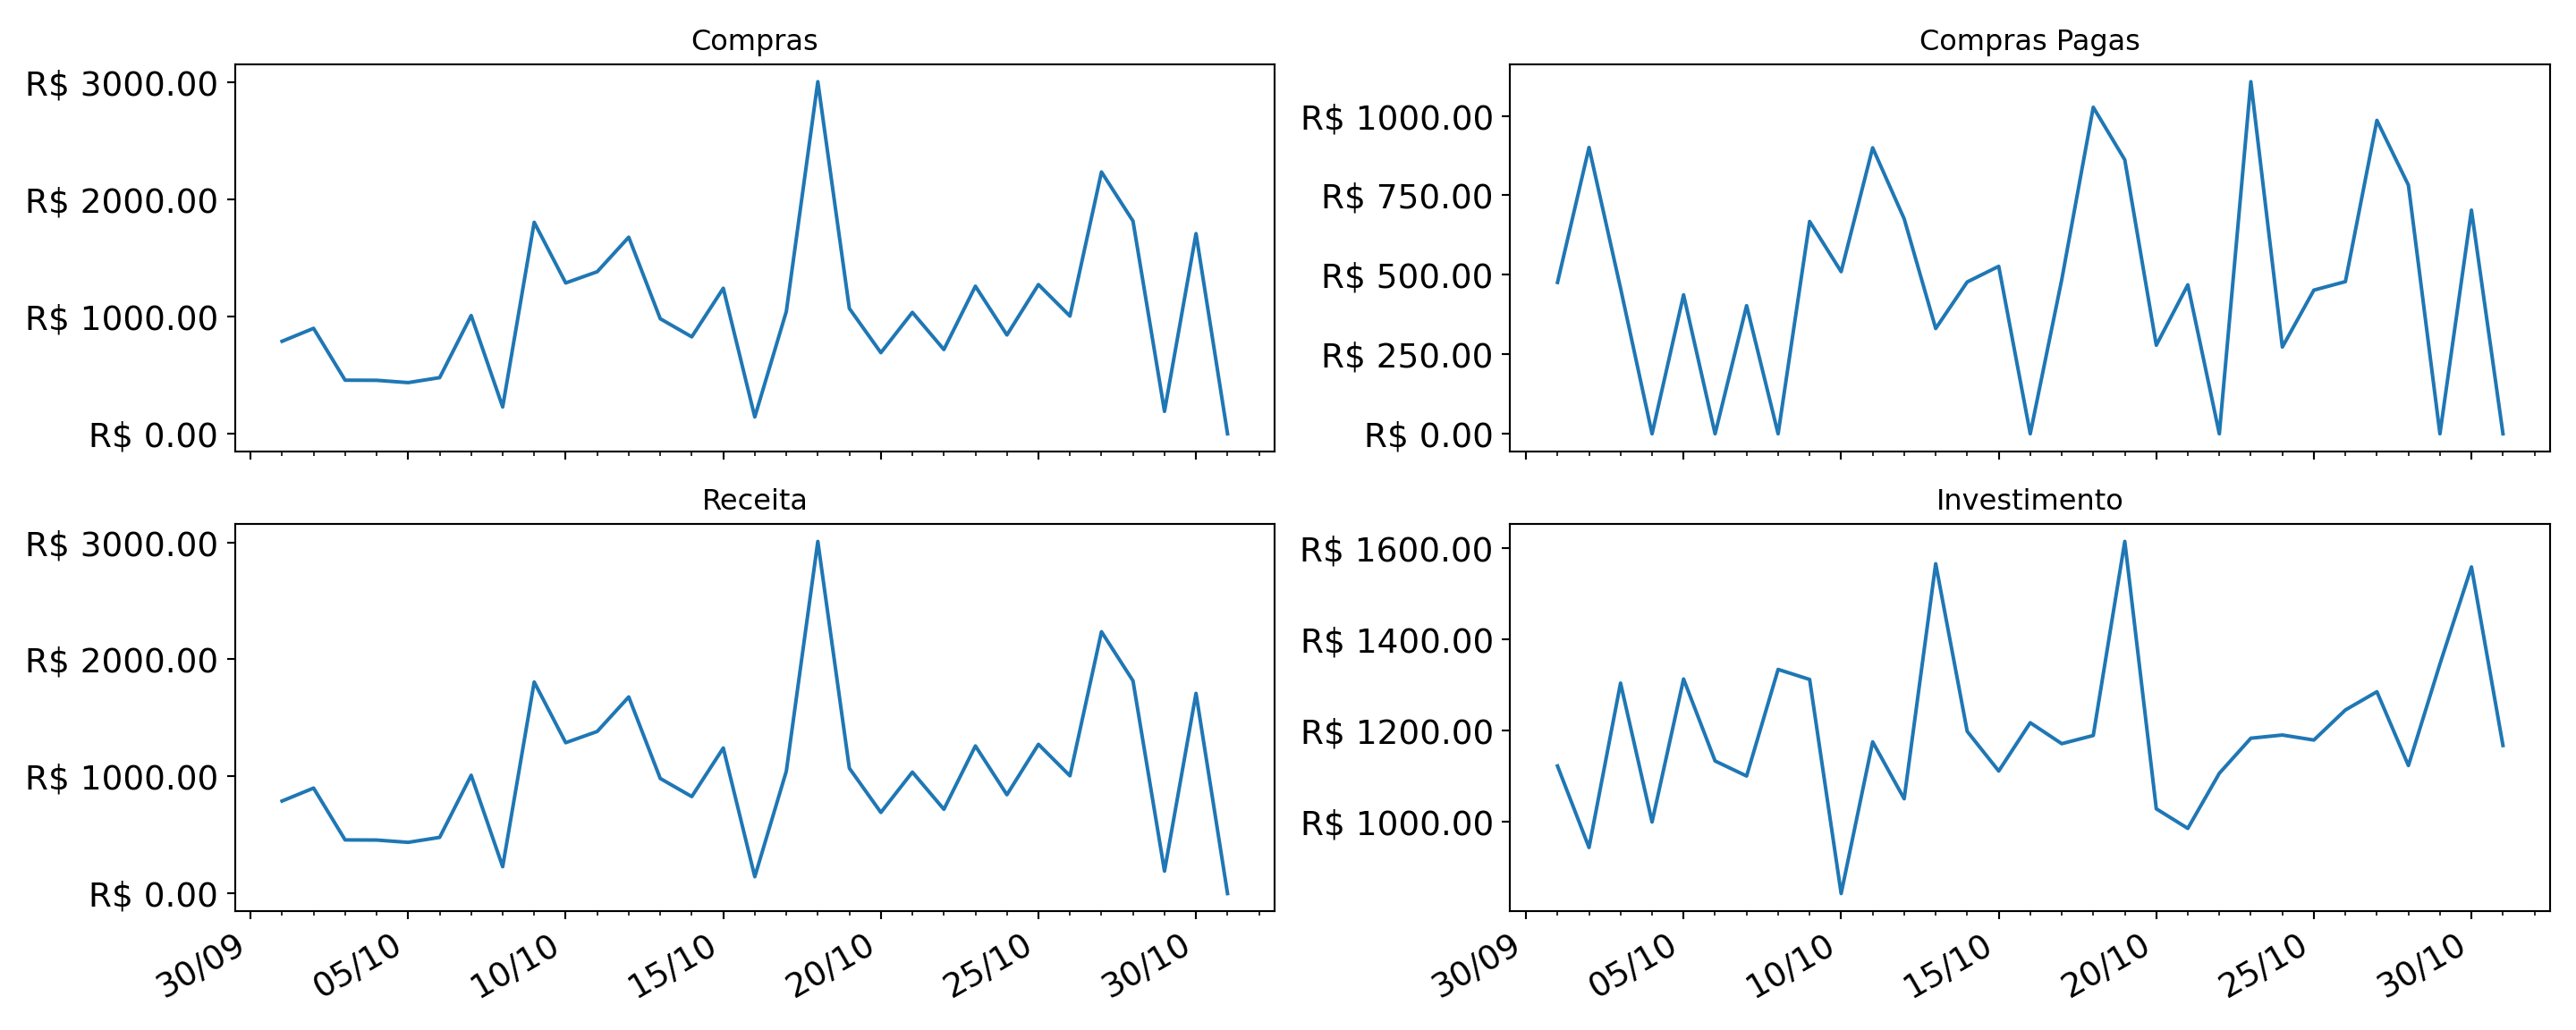 Compras
R$ 3000.00
R$ 2000.00
R$ 1000.00
R$ 0.00
Compras Pagas
R$ 1000.00
R$ 750.00
R$ 500.00
R$ 250.00
R$ 0.00
Receita
R$ 3000.00
R$ 2000.00
R$ 1000.00
R$ 0.00
30/09 05/10 10/10 15/10 20/10 25/10 30/10
Investimento
R$ 1600.00
R$ 1400.00
R$ 1200.00
R$ 1000.00
30/09 05/10 10/10 15/10 20/10 25/10 30/10